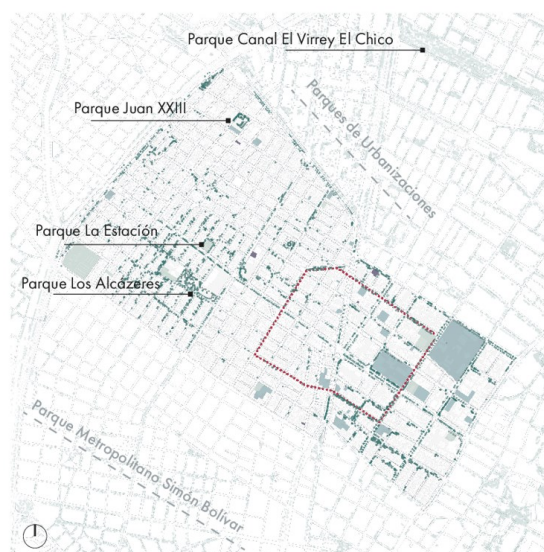 Parque Canal El Virrey El Chico
Parque Juan XXIII
Parques de Urbanizaciones
Parque La Estación
Parque Los Alcázeres
Parque Metropolitano Simón Bolívar